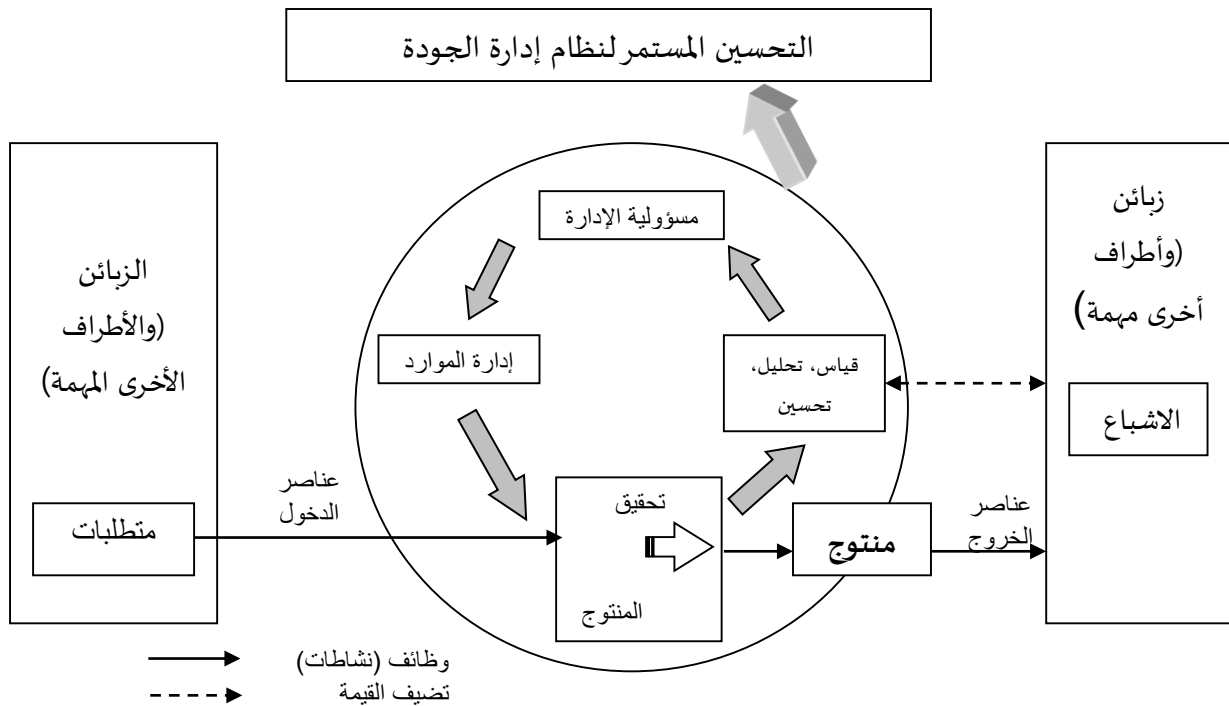 التحسين المستمر لنظام إدارة الجودة
زبائن
(وأطراف
أخرى مهمة)
الاشباع
مسؤولية الإدارة
الزبائن
(والأطراف
الأخرى المهمة)
إدارة الموارد
قياس، تحليل،
تحسين
عناصر
الدخول
متطلبات
تحقيق
المنتوج
منتوج
عناصر
الخروج
وظائف (نشاطات)
تضيف القيمة